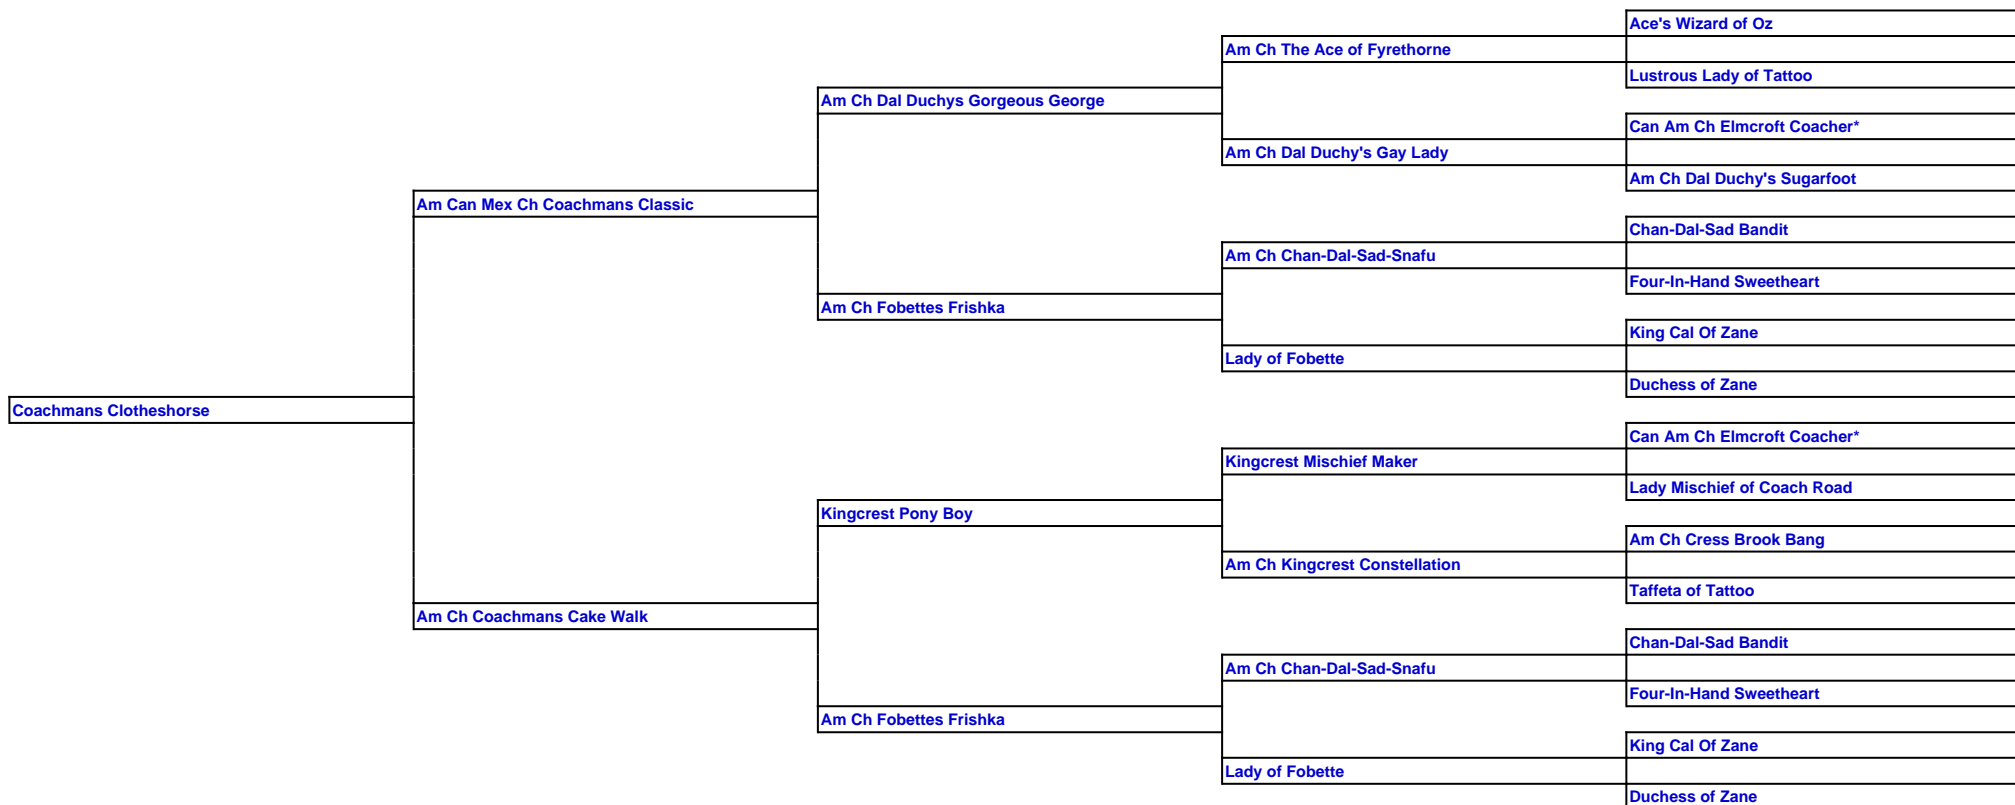 Ace's Wizard of Oz
Am Ch The Ace of Fyrethorne
Lustrous Lady of Tattoo
Am Ch Dal Duchys Gorgeous George
Can Am Ch Elmcroft Coacher*
Am Ch Dal Duchy's Gay Lady
Am Ch Dal Duchy's Sugarfoot
Am Can Mex Ch Coachmans Classic
Chan-Dal-Sad Bandit
Am Ch Chan-Dal-Sad-Snafu
Four-In-Hand Sweetheart
Am Ch Fobettes Frishka
King Cal Of Zane
Lady of Fobette
Duchess of Zane
Coachmans Clotheshorse
Can Am Ch Elmcroft Coacher*
Kingcrest Mischief Maker
Lady Mischief of Coach Road
Kingcrest Pony Boy
Am Ch Cress Brook Bang
Am Ch Kingcrest Constellation
Taffeta of Tattoo
Am Ch Coachmans Cake Walk
Chan-Dal-Sad Bandit
Am Ch Chan-Dal-Sad-Snafu
Four-In-Hand Sweetheart
Am Ch Fobettes Frishka
King Cal Of Zane
Lady of Fobette
Duchess of Zane